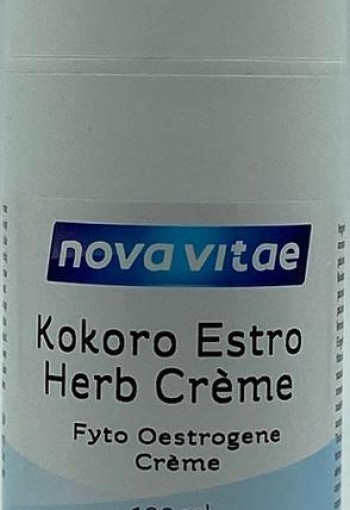 nova vitae
Kokoro Estro
Herb Crème
Fyto Oestrogene
Crème